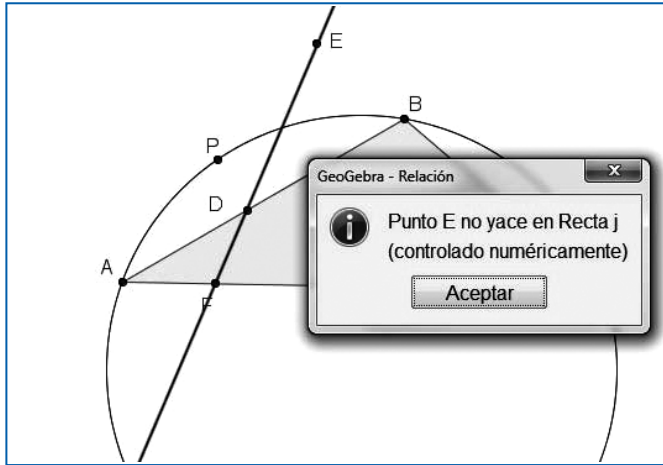 E
B
P
GeoGebra - Relación
x
D
Punto E no yace en Recta j
(controlado numéricamente)
A
Aceptar